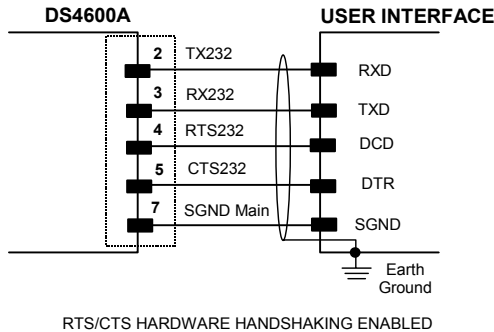 DS4600A
USER INTERFACE
2 TX232
RXD
3 RX232
TXD
4 RTS232
DCD
5 CTS232
DTR
7 SGND Main
SGND
Earth
Ground
RTS/CTS HARDWARE HANDSHAKING ENABLED